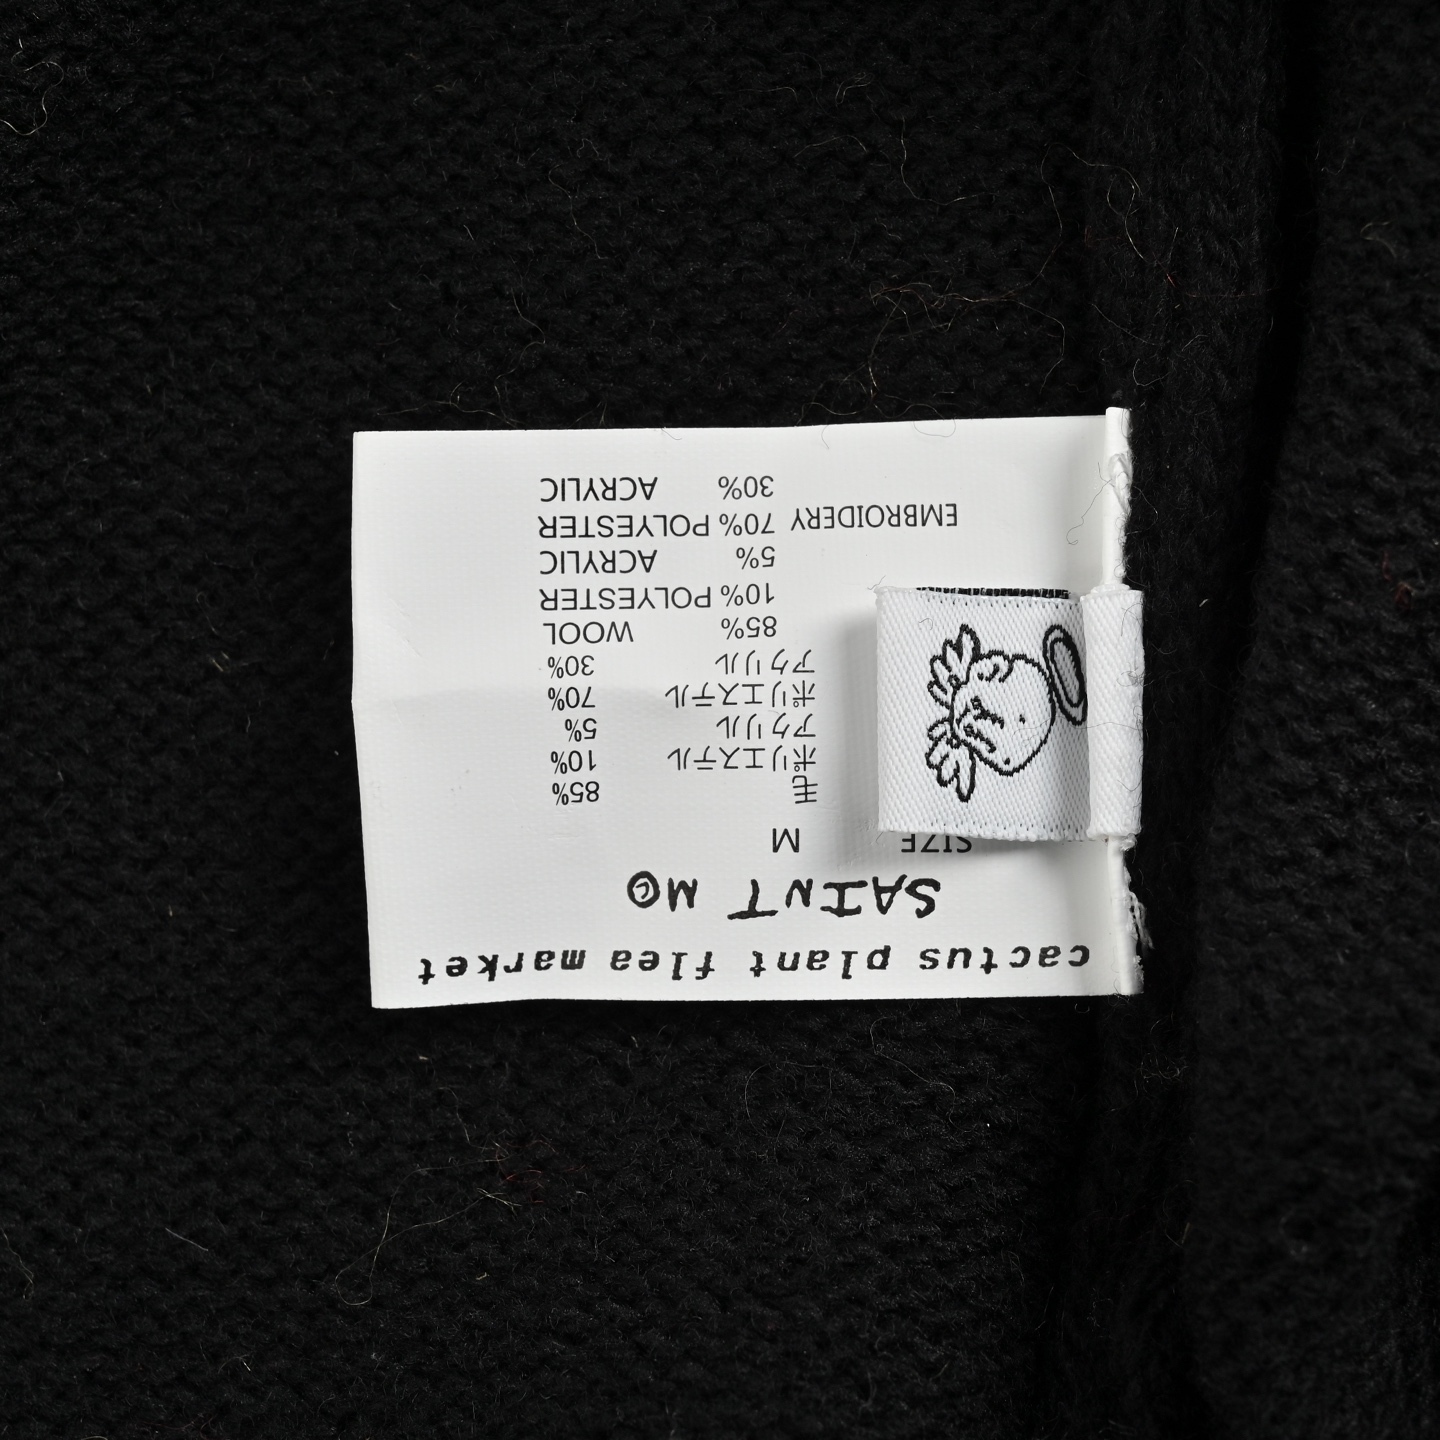 cactus plant flea market
SAINT M©
SIZE M
毛 85%
ポリエステル 10%
アクリル 5%
ポリエステル 70%
アクリル 30%
85% WOOL
10% POLYESTER
5% ACRYLIC
EMBROIDERY 70% POLYESTER
30% ACRYLIC